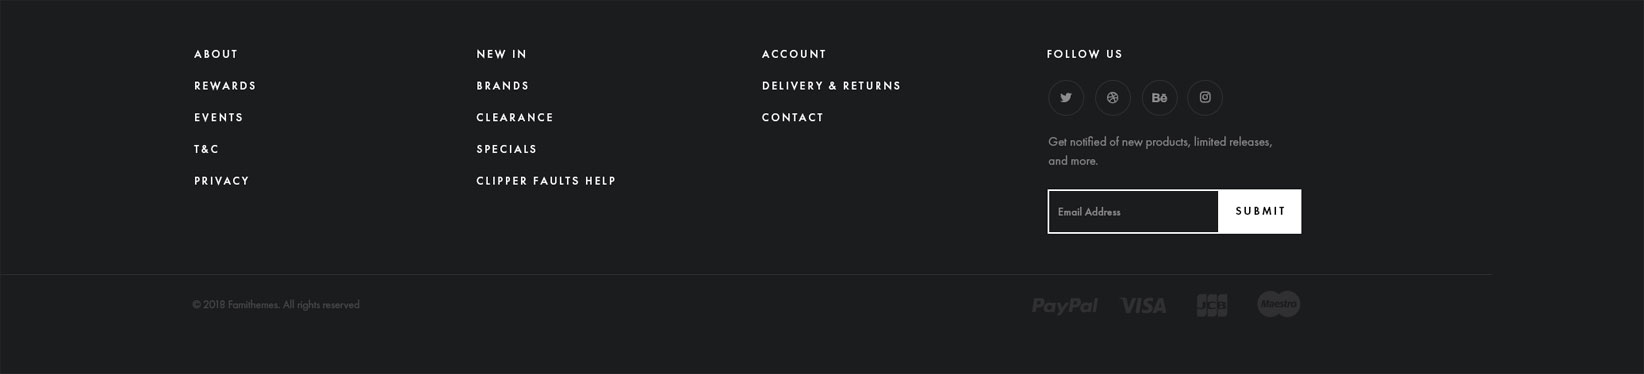 ABOUT
REWARDS
EVENTS
T&C
PRIVACY
NEW IN
BRANDS
CLEARANCE
SPECIALS
CLIPPER FAULTS HELP
ACCOUNT
DELIVERY & RETURNS
CONTACT
FOLLOW US
Bē
Get notified of new products, limited releases,
and more.
Email Address
SUBMIT
© 2018 Famithemes. All rights reserved
PayPal VISA JCB Maestro